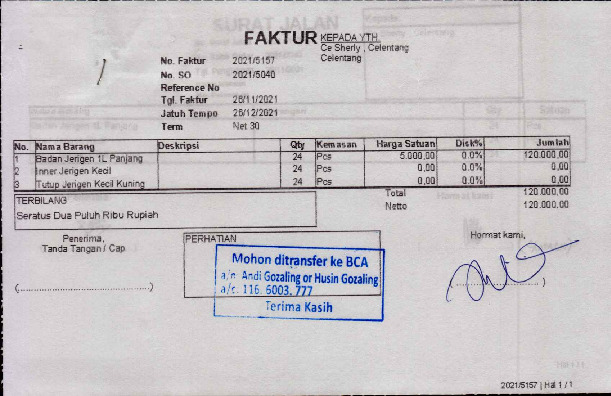 FAKTUR
KEPADA YTH.
Ce Sherly , Celentang
Celentang
No. Faktur 2021/5157
No. SO 2021/5040
Reference No
Tgl. Faktur 26/11/2021
Jatuh Tempo 26/12/2021
Term Net 30
No. Nama Barang Deskripsi Qty Kemasan Harga Satuan Disk% Jumlah
1 Badan Jerigen 1L Panjang 24 Pcs 5.000,00 0.0% 120.000,00
2 Inner Jerigen Kecil 24 Pcs 0,00 0.0% 0,00
3 Tutup Jerigen Kecil Kuning 24 Pcs 0,00 0.0% 0,00
Total 120.000,00
Netto 120.000,00
TERBILANG
Seratus Dua Puluh Ribu Rupiah
Penerima,
Tanda Tangan / Cap
(..............................)
PERHATIAN
Mohon ditransfer ke BCA
a/n. Andi Gozaling or Husin Gozaling
a/c. 116. 6003. 777
Terima Kasih
Hormat kami,
2021/5157 | Hal 1 / 1